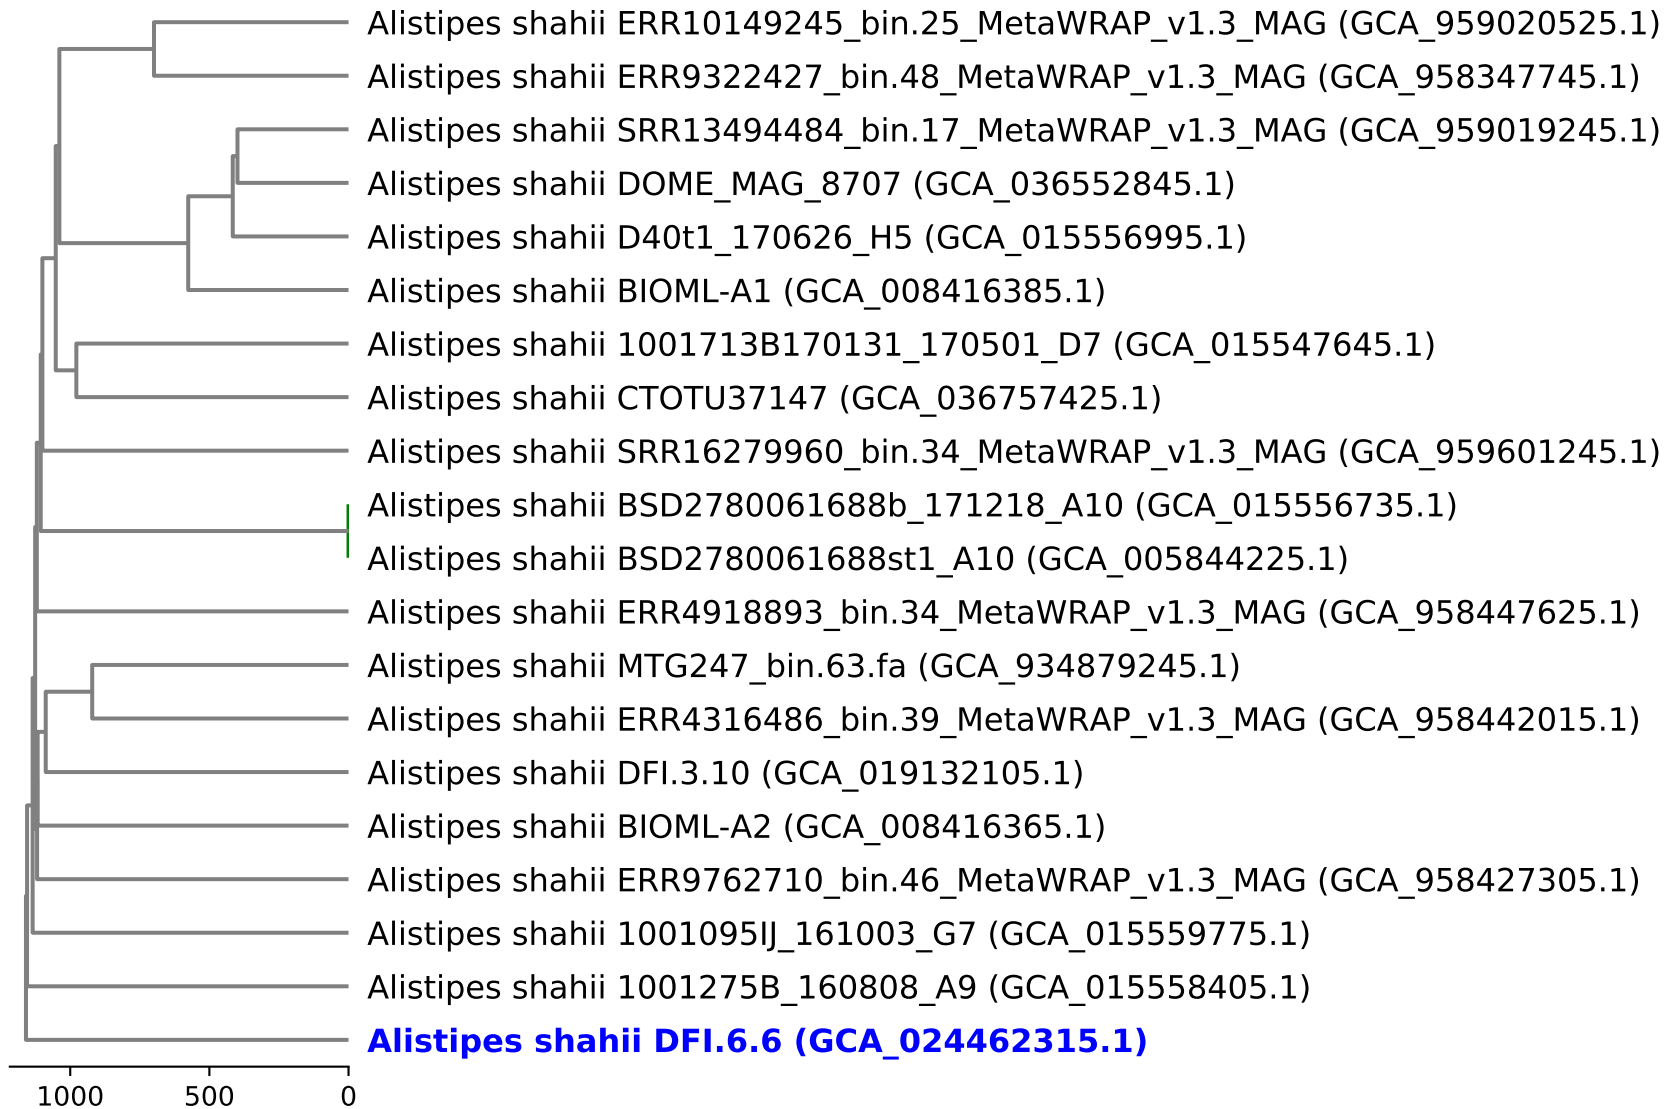 Alistipes shahii ERR10149245_bin.25_MetaWRAP_v1.3_MAG (GCA_959020525.1)
Alistipes shahii ERR9322427_bin.48_MetaWRAP_v1.3_MAG (GCA_958347745.1)
Alistipes shahii SRR13494484_bin.17_MetaWRAP_v1.3_MAG (GCA_959019245.1)
Alistipes shahii DOME_MAG_8707 (GCA_036552845.1)
Alistipes shahii D40t1_170626_H5 (GCA_015556995.1)
Alistipes shahii BIOML-A1 (GCA_008416385.1)
Alistipes shahii 1001713B170131_170501_D7 (GCA_015547645.1)
Alistipes shahii CTOTU37147 (GCA_036757425.1)
Alistipes shahii SRR16279960_bin.34_MetaWRAP_v1.3_MAG (GCA_959601245.1)
Alistipes shahii BSD2780061688b_171218_A10 (GCA_015556735.1)
Alistipes shahii BSD2780061688st1_A10 (GCA_005844225.1)
Alistipes shahii ERR4918893_bin.34_MetaWRAP_v1.3_MAG (GCA_958447625.1)
Alistipes shahii MTG247_bin.63.fa (GCA_934879245.1)
Alistipes shahii ERR4316486_bin.39_MetaWRAP_v1.3_MAG (GCA_958442015.1)
Alistipes shahii DFI.3.10 (GCA_019132105.1)
Alistipes shahii BIOML-A2 (GCA_008416365.1)
Alistipes shahii ERR9762710_bin.46_MetaWRAP_v1.3_MAG (GCA_958427305.1)
Alistipes shahii 1001095IJ_161003_G7 (GCA_015559775.1)
Alistipes shahii 1001275B_160808_A9 (GCA_015558405.1)
Alistipes shahii DFI.6.6 (GCA_024462315.1)
1000 500 0